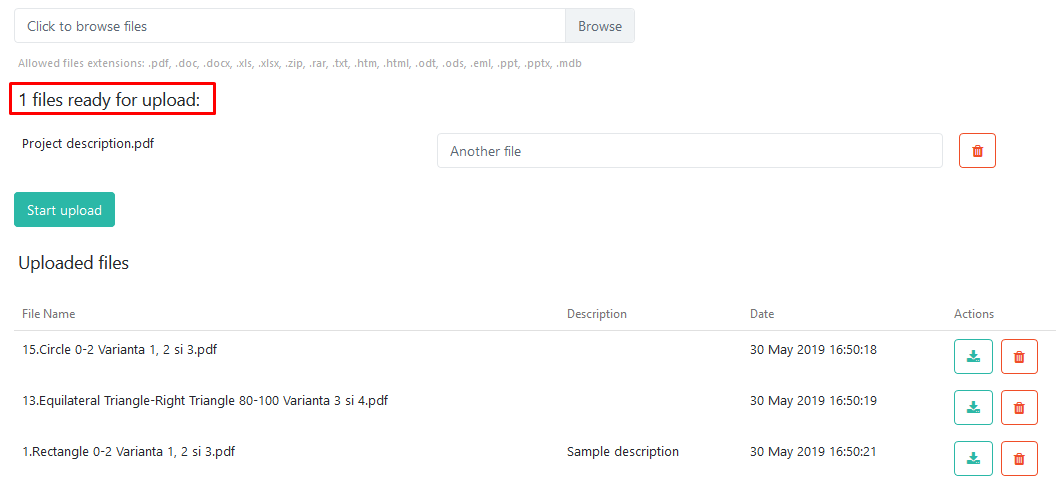 Click to browse files Browse
Allowed files extensions: .pdf, .doc, .docx, .xls, .xlsx, .zip, .rar, .txt, .htm, .html, .odt, .ods, .eml, .ppt, .pptx, .mdb
1 files ready for upload:
Project description.pdf Another file
Start upload
Uploaded files
File Name Description Date Actions
15.Circle 0-2 Varianta 1, 2 si 3.pdf 30 May 2019 16:50:18
13.Equilateral Triangle-Right Triangle 80-100 Varianta 3 si 4.pdf 30 May 2019 16:50:19
1.Rectangle 0-2 Varianta 1, 2 si 3.pdf Sample description 30 May 2019 16:50:21